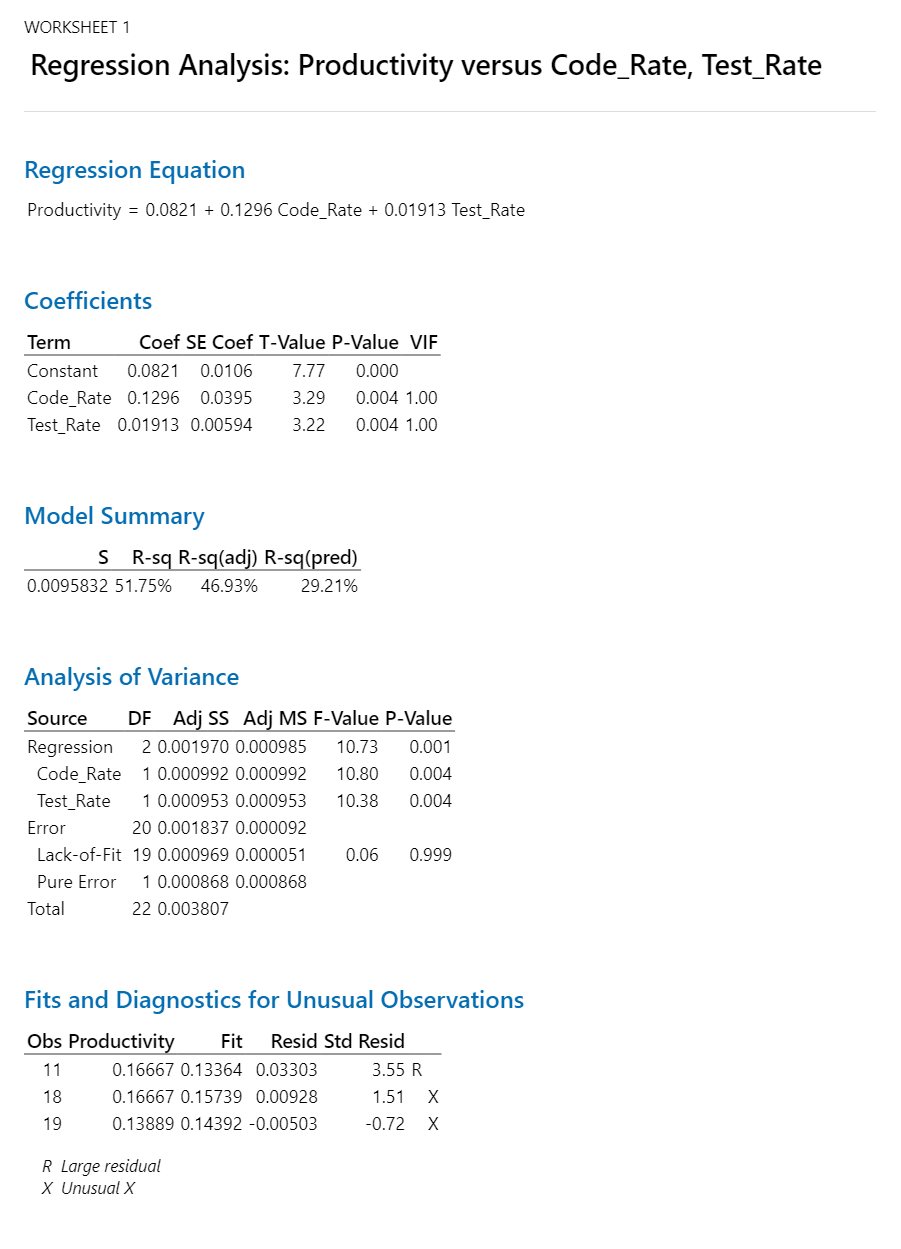 WORKSHEET 1
Regression Analysis: Productivity versus Code_Rate, Test_Rate
Regression Equation
Productivity = 0.0821 + 0.1296 Code_Rate + 0.01913 Test_Rate
Coefficients
Term Coef SE Coef T-Value P-Value VIF
Constant 0.0821 0.0106 7.77 0.000
Code_Rate 0.1296 0.0395 3.29 0.004 1.00
Test_Rate 0.01913 0.00594 3.22 0.004 1.00
Model Summary
S R-sq R-sq(adj) R-sq(pred)
0.0095832 51.75% 46.93% 29.21%
Analysis of Variance
Source DF Adj SS Adj MS F-Value P-Value
Regression 2 0.001970 0.000985 10.73 0.001
Code_Rate 1 0.000992 0.000992 10.80 0.004
Test_Rate 1 0.000953 0.000953 10.38 0.004
Error 20 0.001837 0.000092
Lack-of-Fit 19 0.000969 0.000051 0.06 0.999
Pure Error 1 0.000868 0.000868
Total 22 0.003807
Fits and Diagnostics for Unusual Observations
Obs Productivity Fit Resid Std Resid
11 0.16667 0.13364 0.03303 3.55 R
18 0.16667 0.15739 0.00928 1.51 X
19 0.13889 0.14392 -0.00503 -0.72 X
R Large residual
X Unusual X